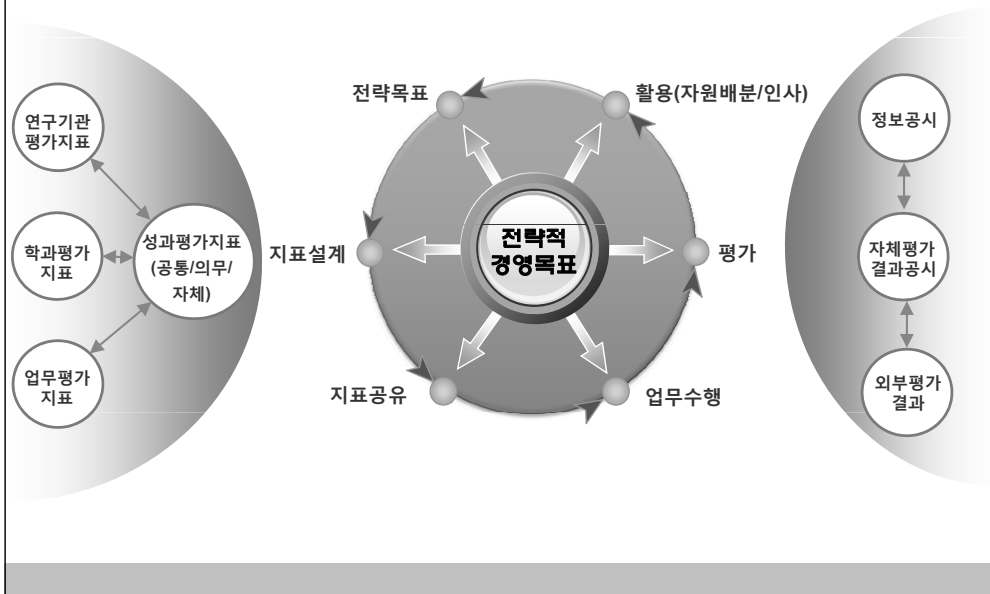 연구기관
평가지표
학과평가
지표
업무평가
지표
성과평가지표
(공통/의무/
자체)
전략목표
활용(자원배분/인사)
지표설계
전략적
경영목표
평가
지표공유
업무수행
정보공시
자체평가
결과공시
외부평가
결과